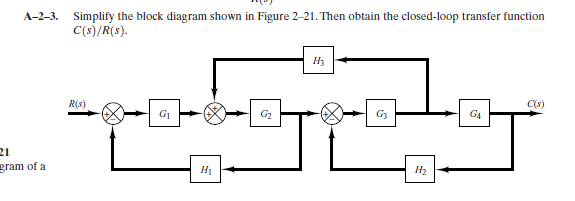 A–2–3. Simplify the block diagram shown in Figure 2–21. Then obtain the closed-loop transfer function
C(s)/R(s).
H3
R(s)
G1
G2
G3
G4
C(s)
H1
H2
21
gram of a